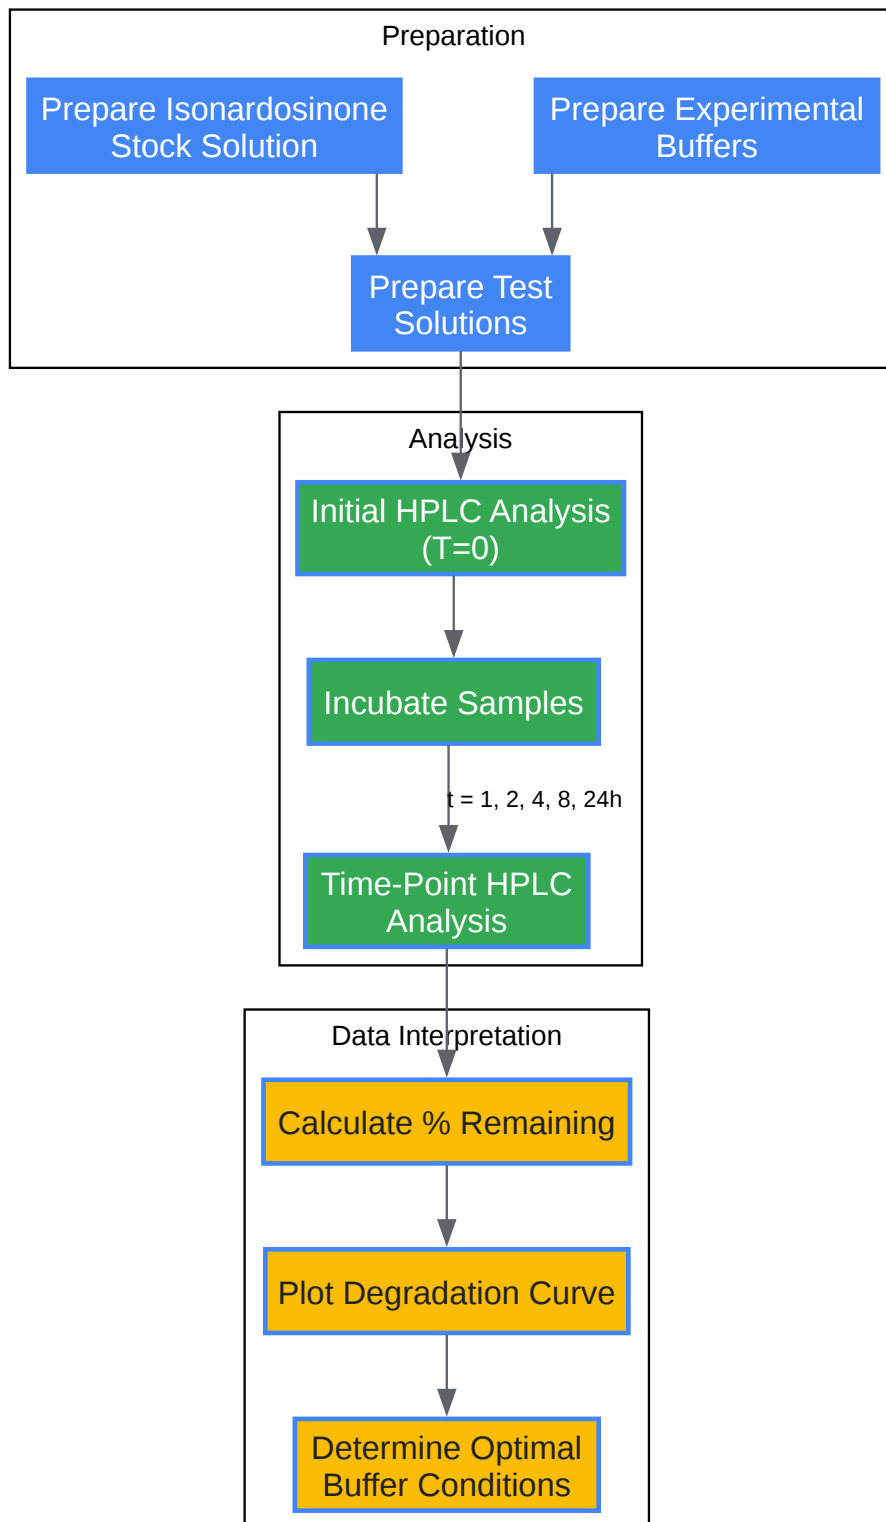 Preparation
Prepare Isonardosinone
Stock Solution
Prepare Experimental
Buffers
Prepare Test
Solutions
Analysis
Initial HPLC Analysis
(T=0)
Incubate Samples
t = 1, 2, 4, 8, 24h
Time-Point HPLC
Analysis
Data Interpretation
Calculate % Remaining
Plot Degradation Curve
Determine Optimal
Buffer Conditions